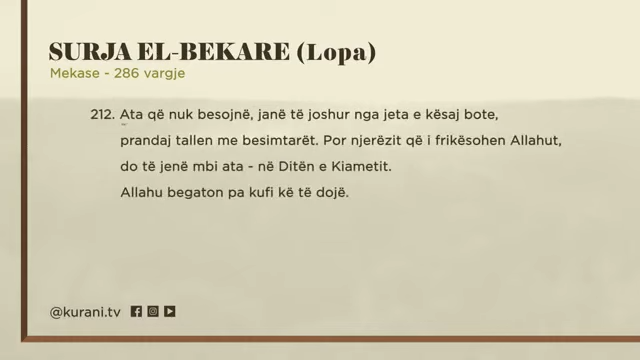 SURJA EL-BEKARE (Lopa)
Mekase - 286 vargje
212. Ata që nuk besojnë, janë të joshur nga jeta e kësaj bote,
prandaj tallen me besimtarët. Por njerëzit që i frikësohen Allahut,
do të jenë mbi ata - në Ditën e Kiametit.
Allahu begaton pa kufi kë të dojë.
@kurani.tv